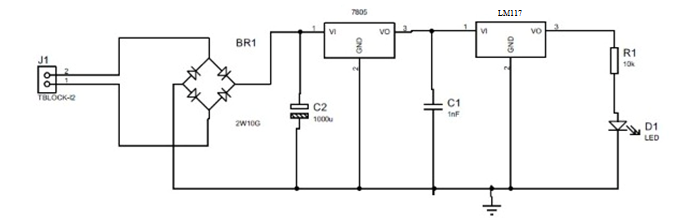 7805
LM117
J1
2
1
TBLOCK-I2
BR1
2W10G
1
VI
VO
3
GND
2
C2
1000u
C1
1nF
1
VI
VO
3
GND
2
R1
10k
D1
LED